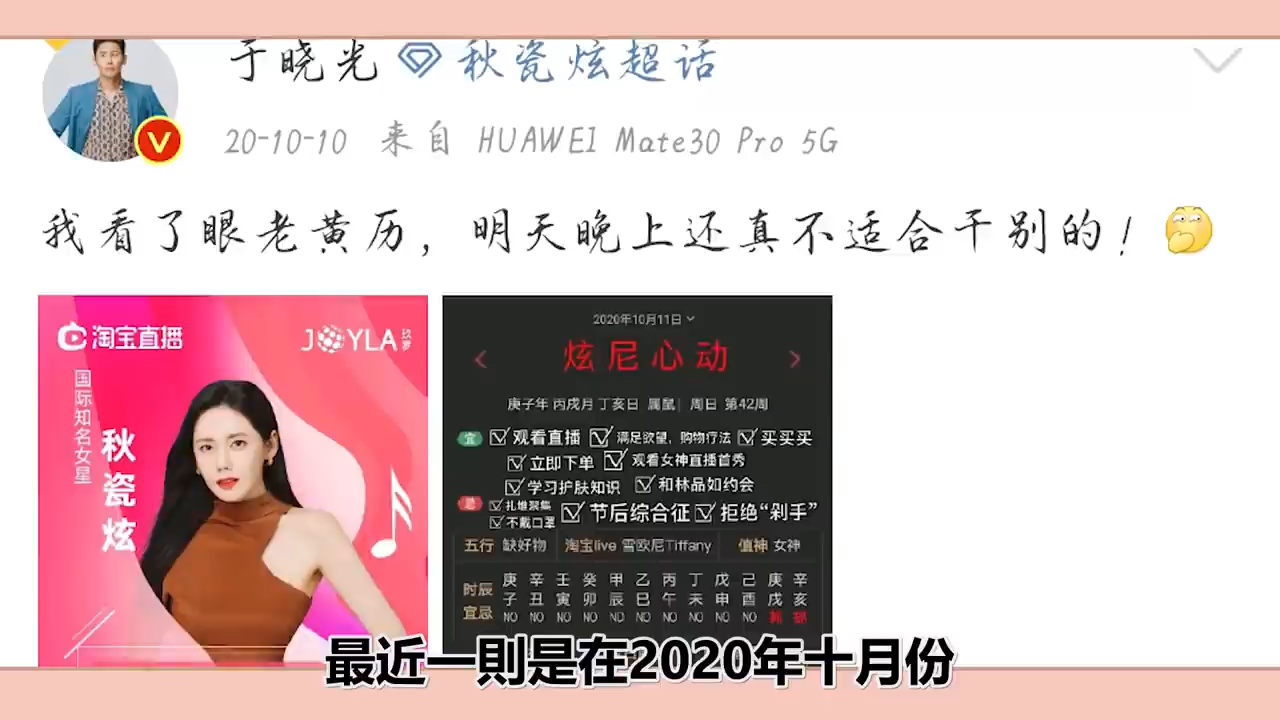 于晓光 秋瓷炫超话
20-10-10 来自 HUAWEI Mate30 Pro 5G
我看了眼老黄历，明天晚上还真不适合干别的！
淘宝直播
JOYLA 玖罗
国际知名女星
秋瓷炫
2020年10月11日
炫尼心动
庚子年 丙戌月 丁亥日 属鼠 周日 第42周
宜 观看直播 满足欲望，购物疗法 买买买
立即下单 观看女神直播首秀
学习护肤知识 和林品如约会
忌 扎堆聚集 节后综合征 拒绝“剁手”
不戴口罩
五行 缺好物 淘宝live 雪欧尼Tiffany 值神 女神
时辰 庚 辛 壬 癸 甲 乙 丙 丁 戊 己 庚 辛
子 丑 寅 卯 辰 巳 午 未 申 酉 戌 亥
宜忌 NO NO NO NO NO NO NO NO NO NO
最近一則是在2020年十月份